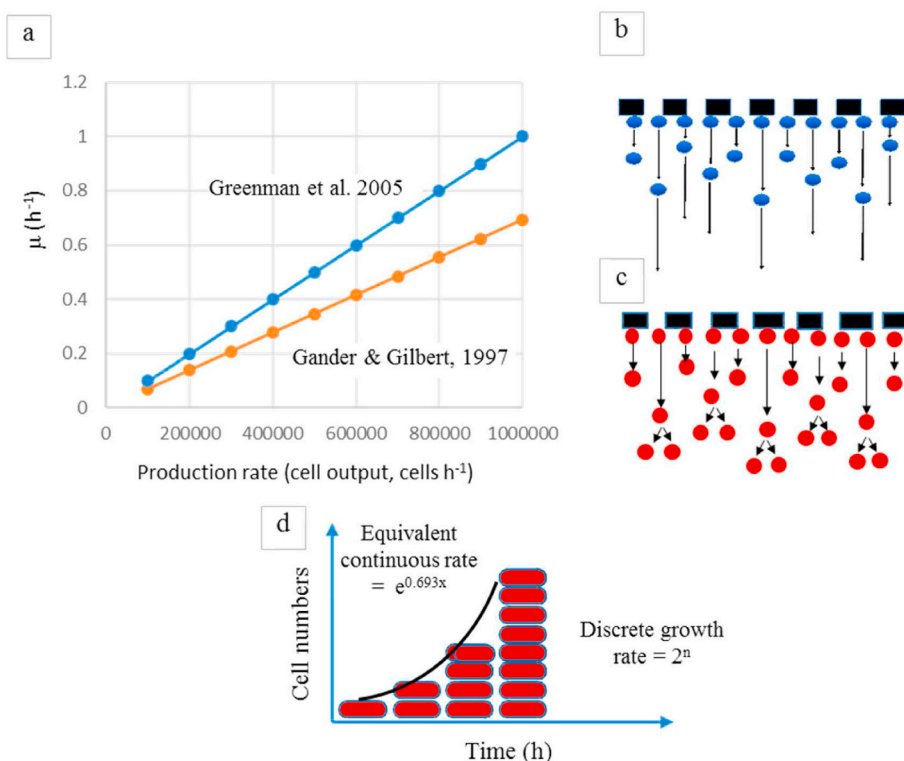 a
1.2
1
0.8
0.6
0.4
0.2
0
μ (h⁻¹)
Greenman et al. 2005
Gander & Gilbert, 1997
0 200000 400000 600000 800000 1000000
Production rate (cell output, cells h⁻¹)
b
c
d
Equivalent
continuous rate
= e^0.693x
Cell numbers
Discrete growth
rate = 2ⁿ
Time (h)